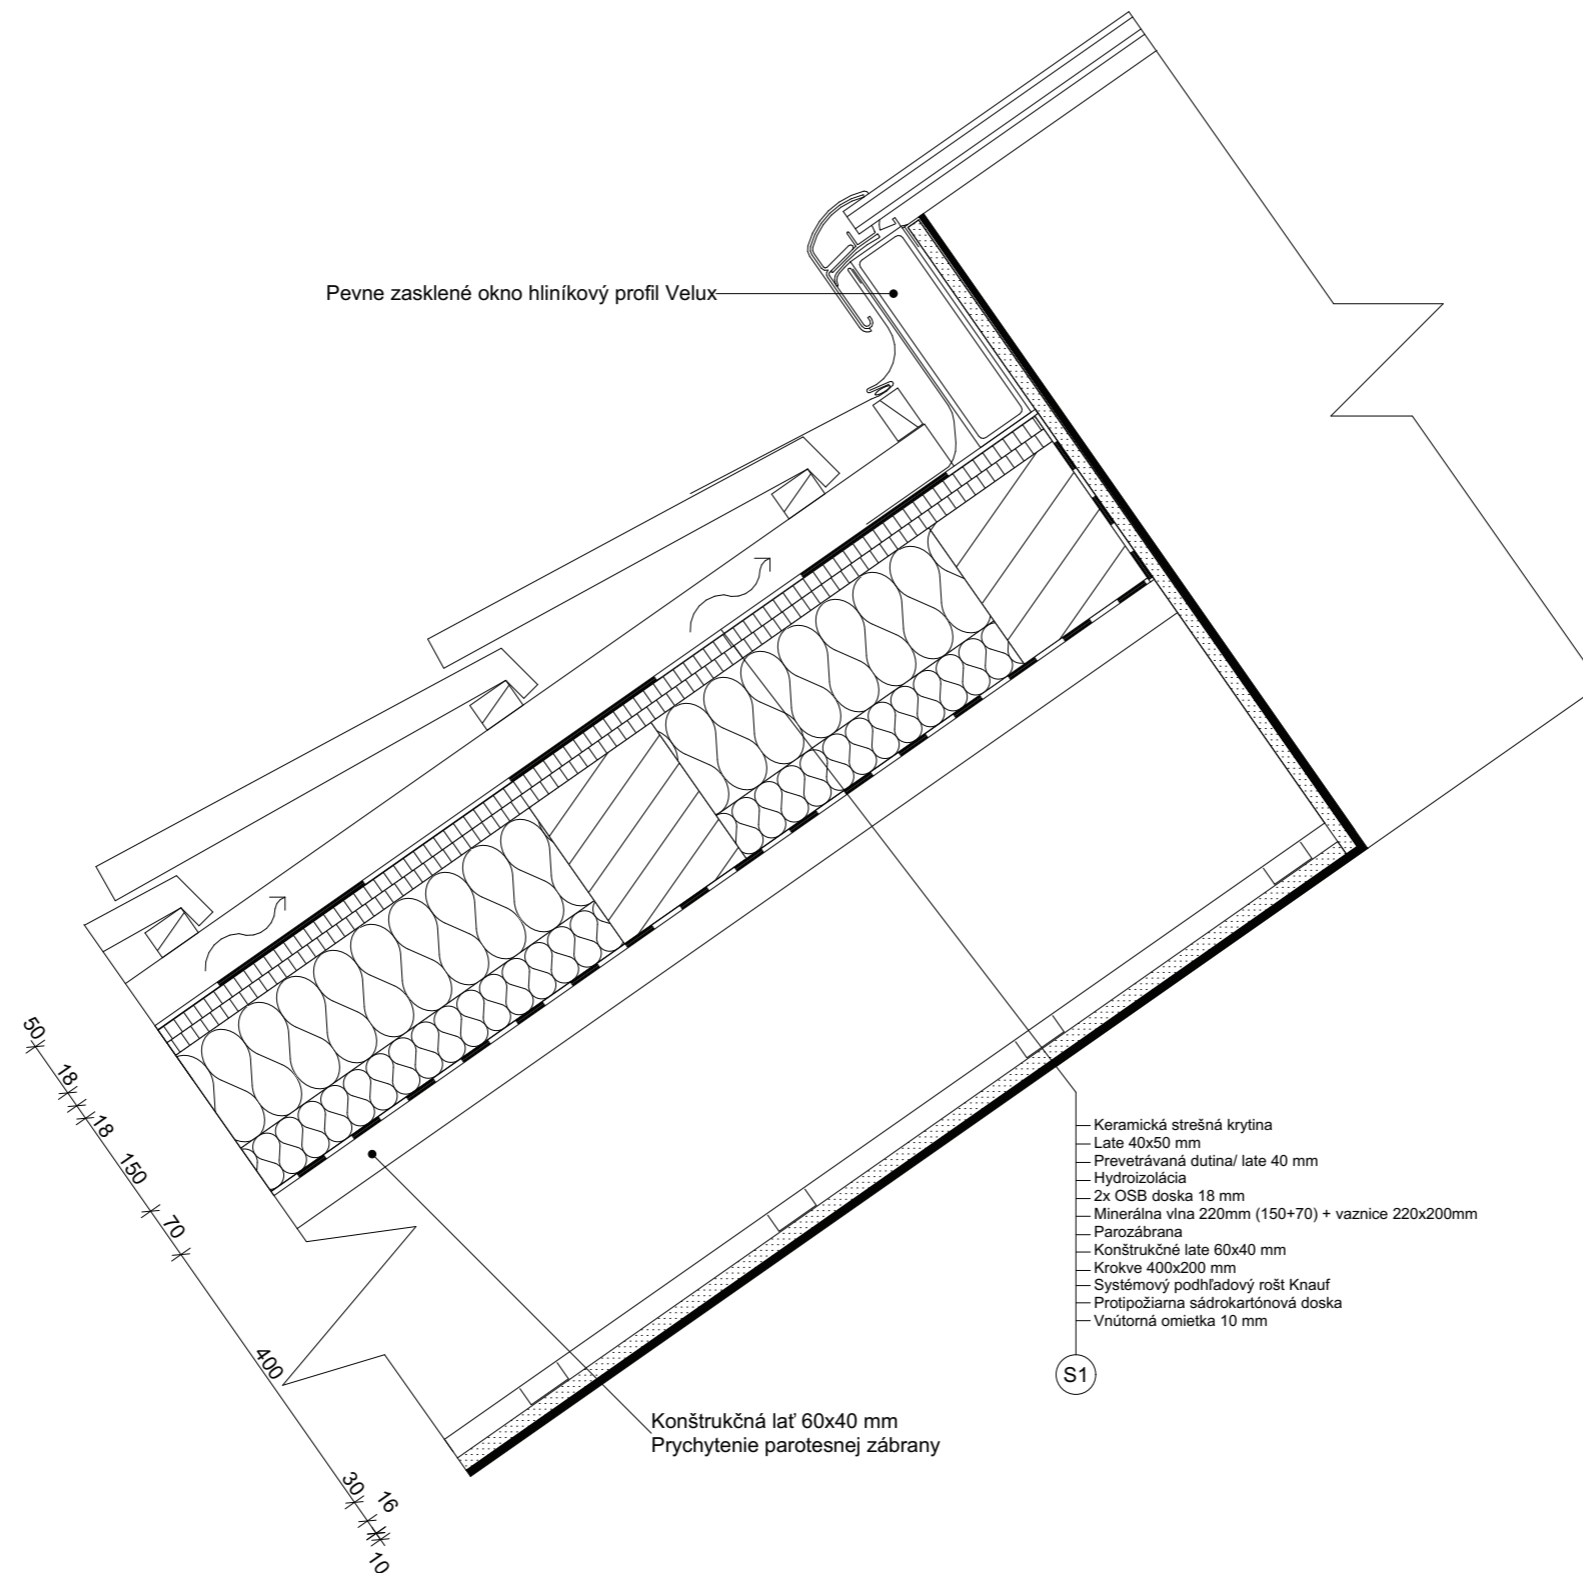 Pevne zasklené okno hliníkový profil Velux
50
18
18
150
70
400
30
16
10
Keramická strešná krytina
Late 40x50 mm
Prevetrávaná dutina/ late 40 mm
Hydroizolácia
2x OSB doska 18 mm
Minerálna vlna 220mm (150+70) + vaznice 220x200mm
Parozábrana
Konštrukčné late 60x40 mm
Krokve 400x200 mm
Systémový podhľadový rošt Knauf
Protipožiarna sádrokartónová doska
Vnútorná omietka 10 mm
S1
Konštrukčná lať 60x40 mm
Prychytenie parotesnej zábrany